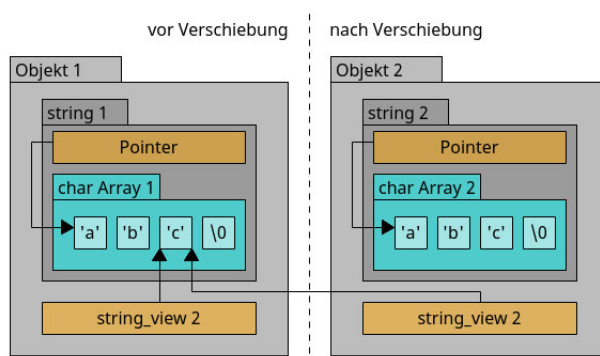 vor Verschiebung
nach Verschiebung
Objekt 1
string 1
Pointer
char Array 1
'a' 'b' 'c' \0
string_view 2
Objekt 2
string 2
Pointer
char Array 2
'a' 'b' 'c' \0
string_view 2